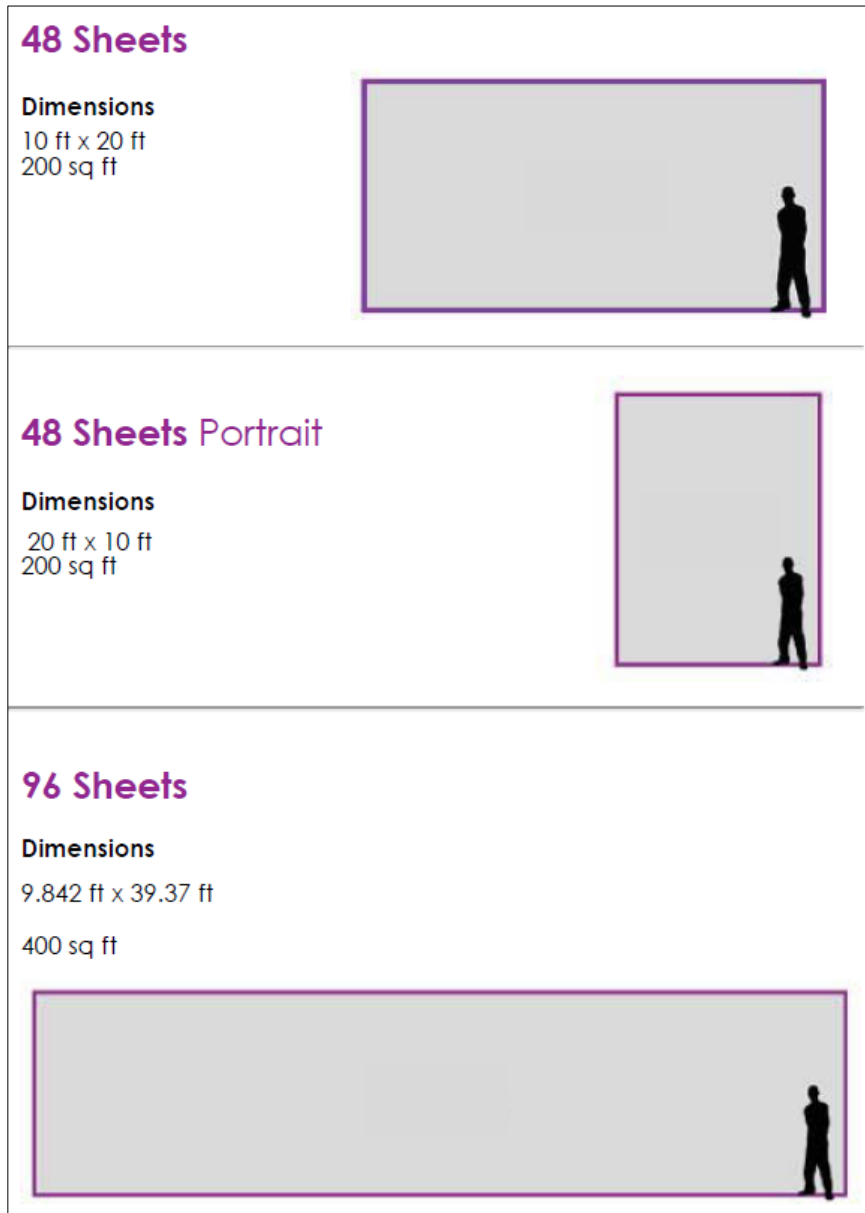 48 Sheets
Dimensions
10 ft x 20 ft
200 sq ft
48 Sheets Portrait
Dimensions
20 ft x 10 ft
200 sq ft
96 Sheets
Dimensions
9.842 ft x 39.37 ft
400 sq ft